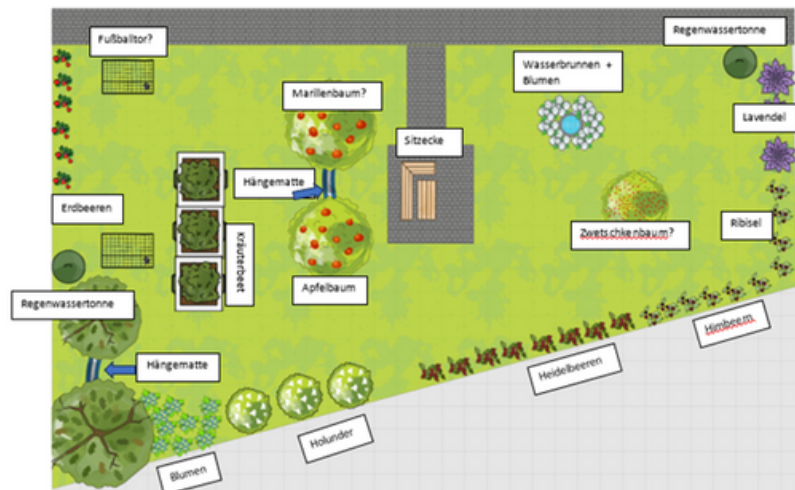 Fußballtor?
Regenwassertonne
Wasserbrunnen +
Blumen
Marillenbaum?
Lavendel
Sitzecke
Hängematte
Erdbeeren
Ribisel
Zwetschkenbaum?
Kräuterbeet
Apfelbaum
Regenwassertonne
Himbeern
Hängematte
Heidelbeeren
Holunder
Blumen